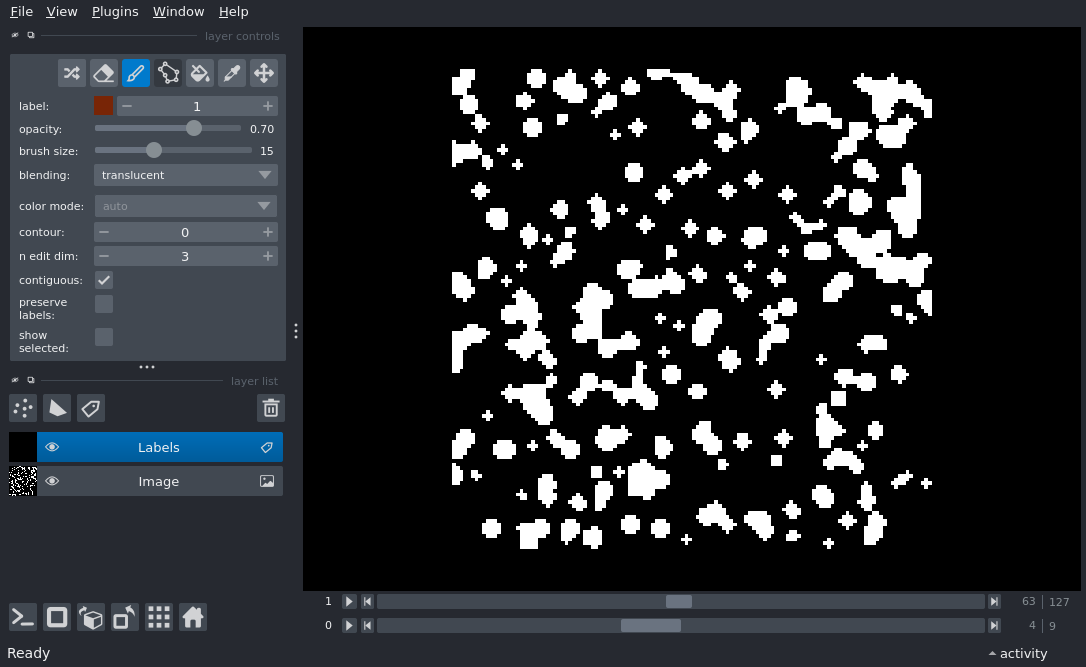 File View Plugins Window Help
layer controls
label: 1
opacity: 0.70
brush size: 15
blending: translucent
color mode: auto
contour: 0
n edit dim: 3
contiguous:
preserve
labels:
show
selected:
layer list
Labels
Image
1 63 127
0 4 9
Ready activity